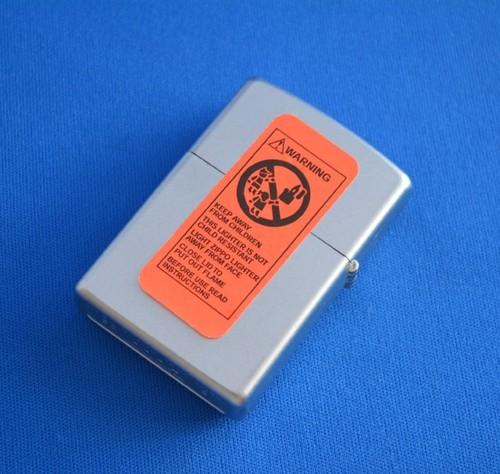 WARNING
KEEP AWAY
FROM CHILDREN
THIS LIGHTER IS NOT
CHILD RESISTANT
LIGHT ZIPPO LIGHTER
AWAY FROM FACE
CLOSE LID TO
PUT OUT FLAME
BEFORE USE READ
INSTRUCTIONS